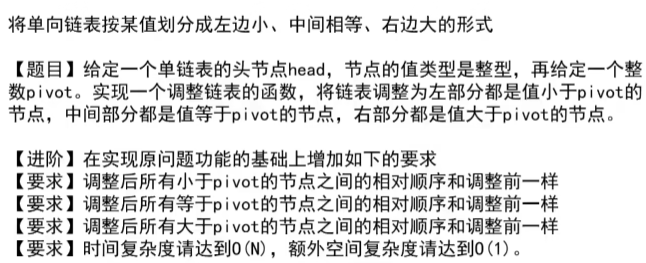 将单向链表按某值划分成左边小、中间相等、右边大的形式
【题目】给定一个单链表的头节点head，节点的值类型是整型，再给定一个整
数pivot。实现一个调整链表的函数，将链表调整为左部分都是值小于pivot的
节点，中间部分都是值等于pivot的节点，右部分都是值大于pivot的节点。
【进阶】在实现原问题功能的基础上增加如下的要求
【要求】调整后所有小于pivot的节点之间的相对顺序和调整前一样
【要求】调整后所有等于pivot的节点之间的相对顺序和调整前一样
【要求】调整后所有大于pivot的节点之间的相对顺序和调整前一样
【要求】时间复杂度请达到O(N)，额外空间复杂度请达到O(1)。